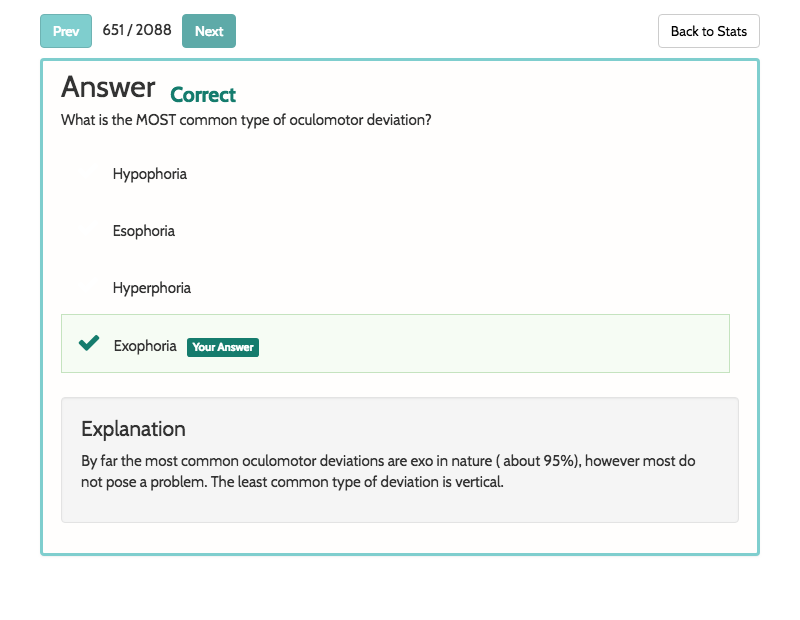 Prev 651 / 2088 Next Back to Stats
Answer Correct
What is the MOST common type of oculomotor deviation?
Hypophoria
Esophoria
Hyperphoria
Exophoria Your Answer
Explanation
By far the most common oculomotor deviations are exo in nature ( about 95%), however most do
not pose a problem. The least common type of deviation is vertical.